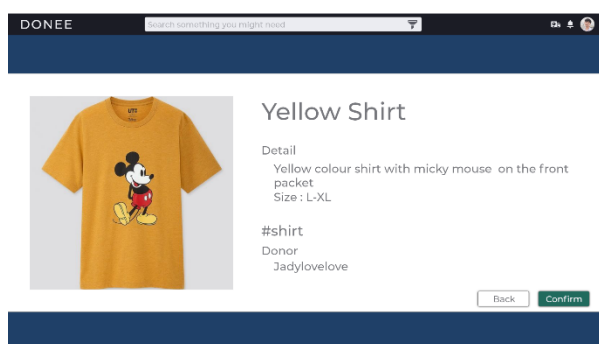 DONEE
Search something you might need
Yellow Shirt
Detail
Yellow colour shirt with micky mouse on the front
packet
Size : L-XL
#shirt
Donor
Jadylovelove
Back
Confirm